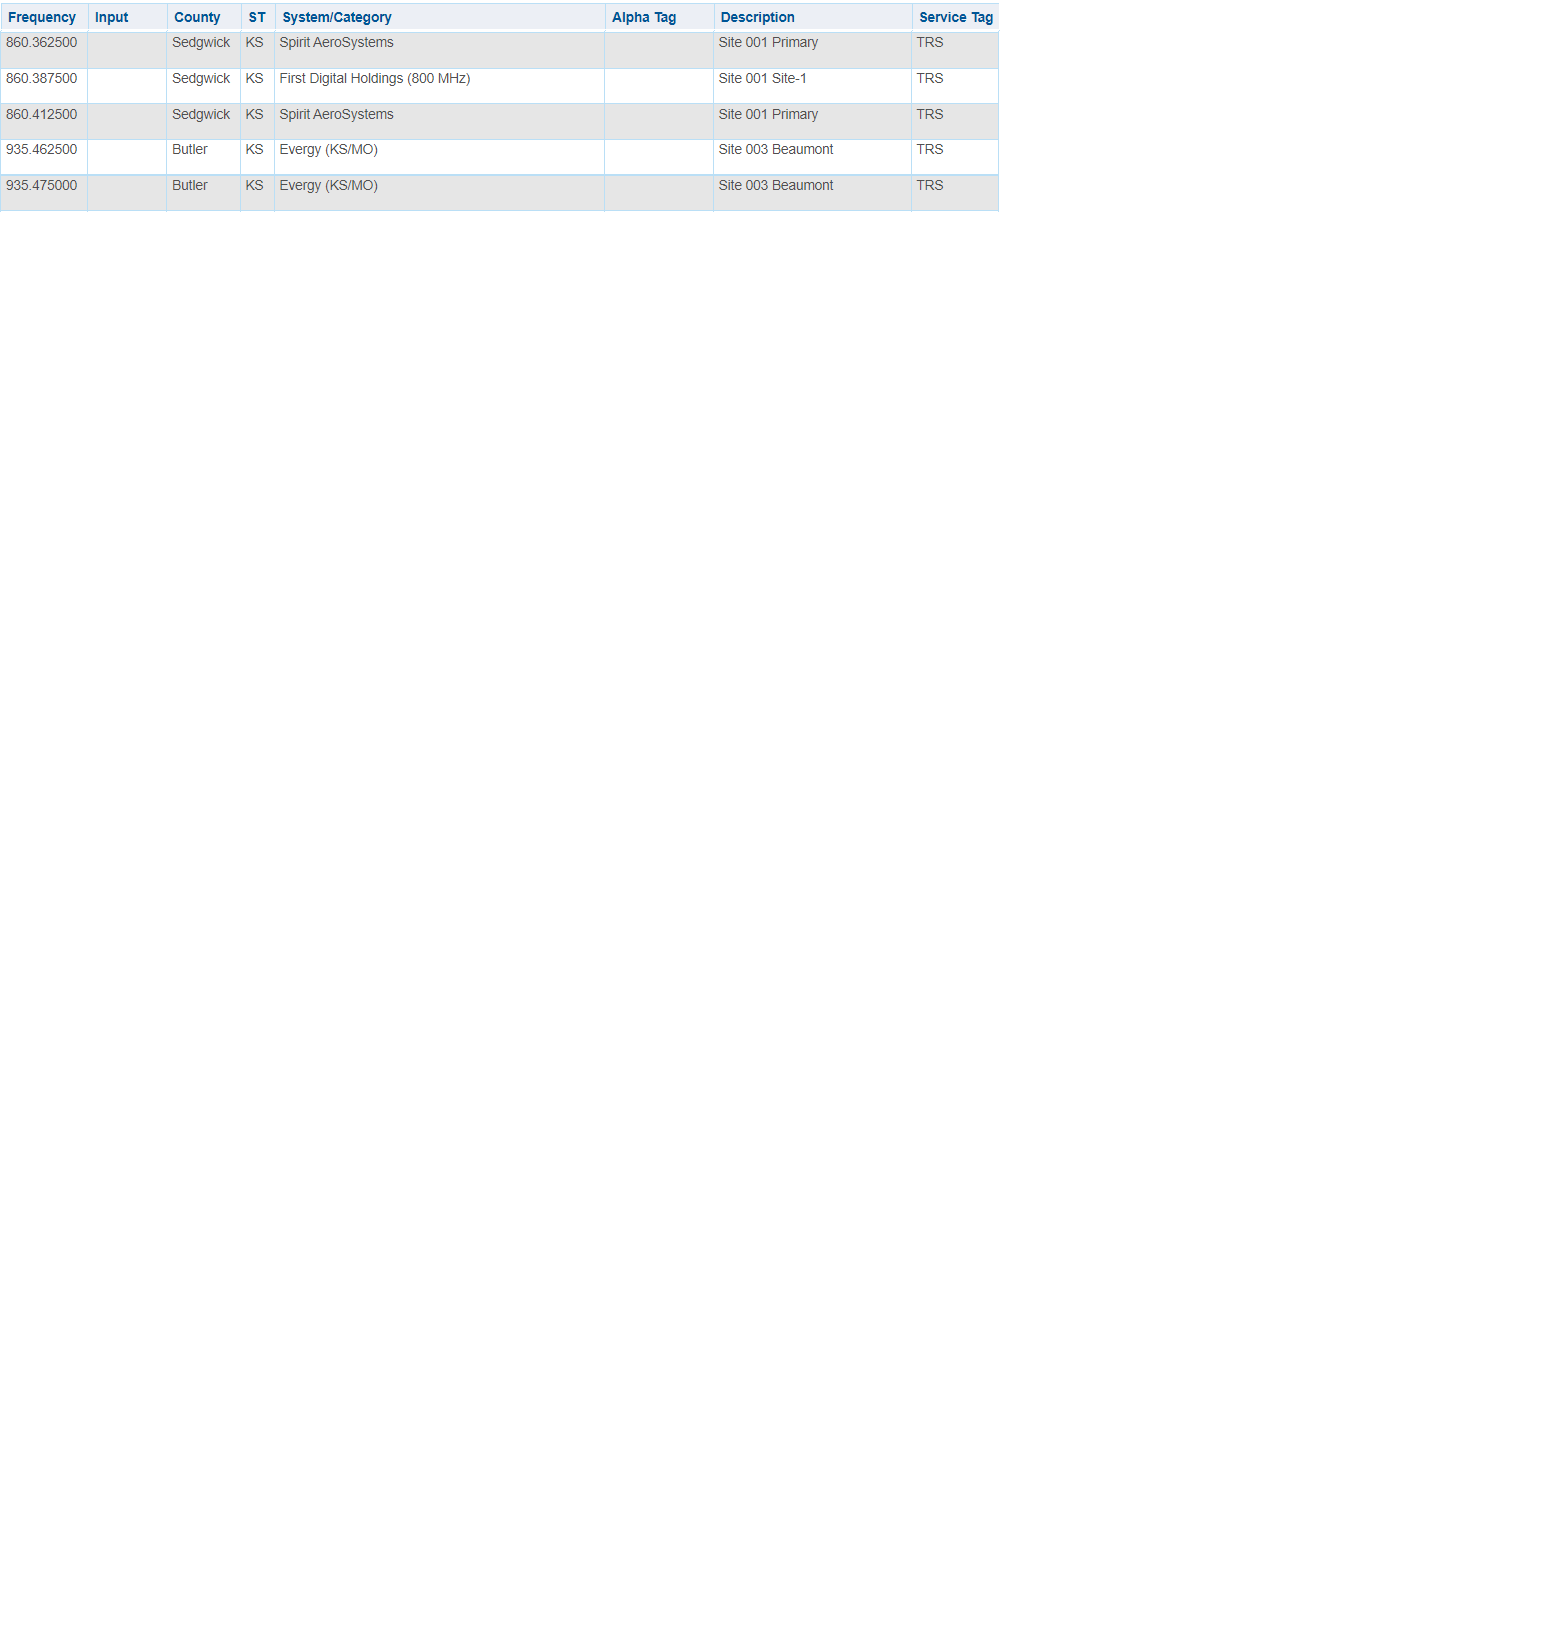 Frequency Input County ST System/Category Alpha Tag Description Service Tag
860.362500 Sedgwick KS Spirit AeroSystems Site 001 Primary TRS
860.387500 Sedgwick KS First Digital Holdings (800 MHz) Site 001 Site-1 TRS
860.412500 Sedgwick KS Spirit AeroSystems Site 001 Primary TRS
935.462500 Butler KS Evergy (KS/MO) Site 003 Beaumont TRS
935.475000 Butler KS Evergy (KS/MO) Site 003 Beaumont TRS